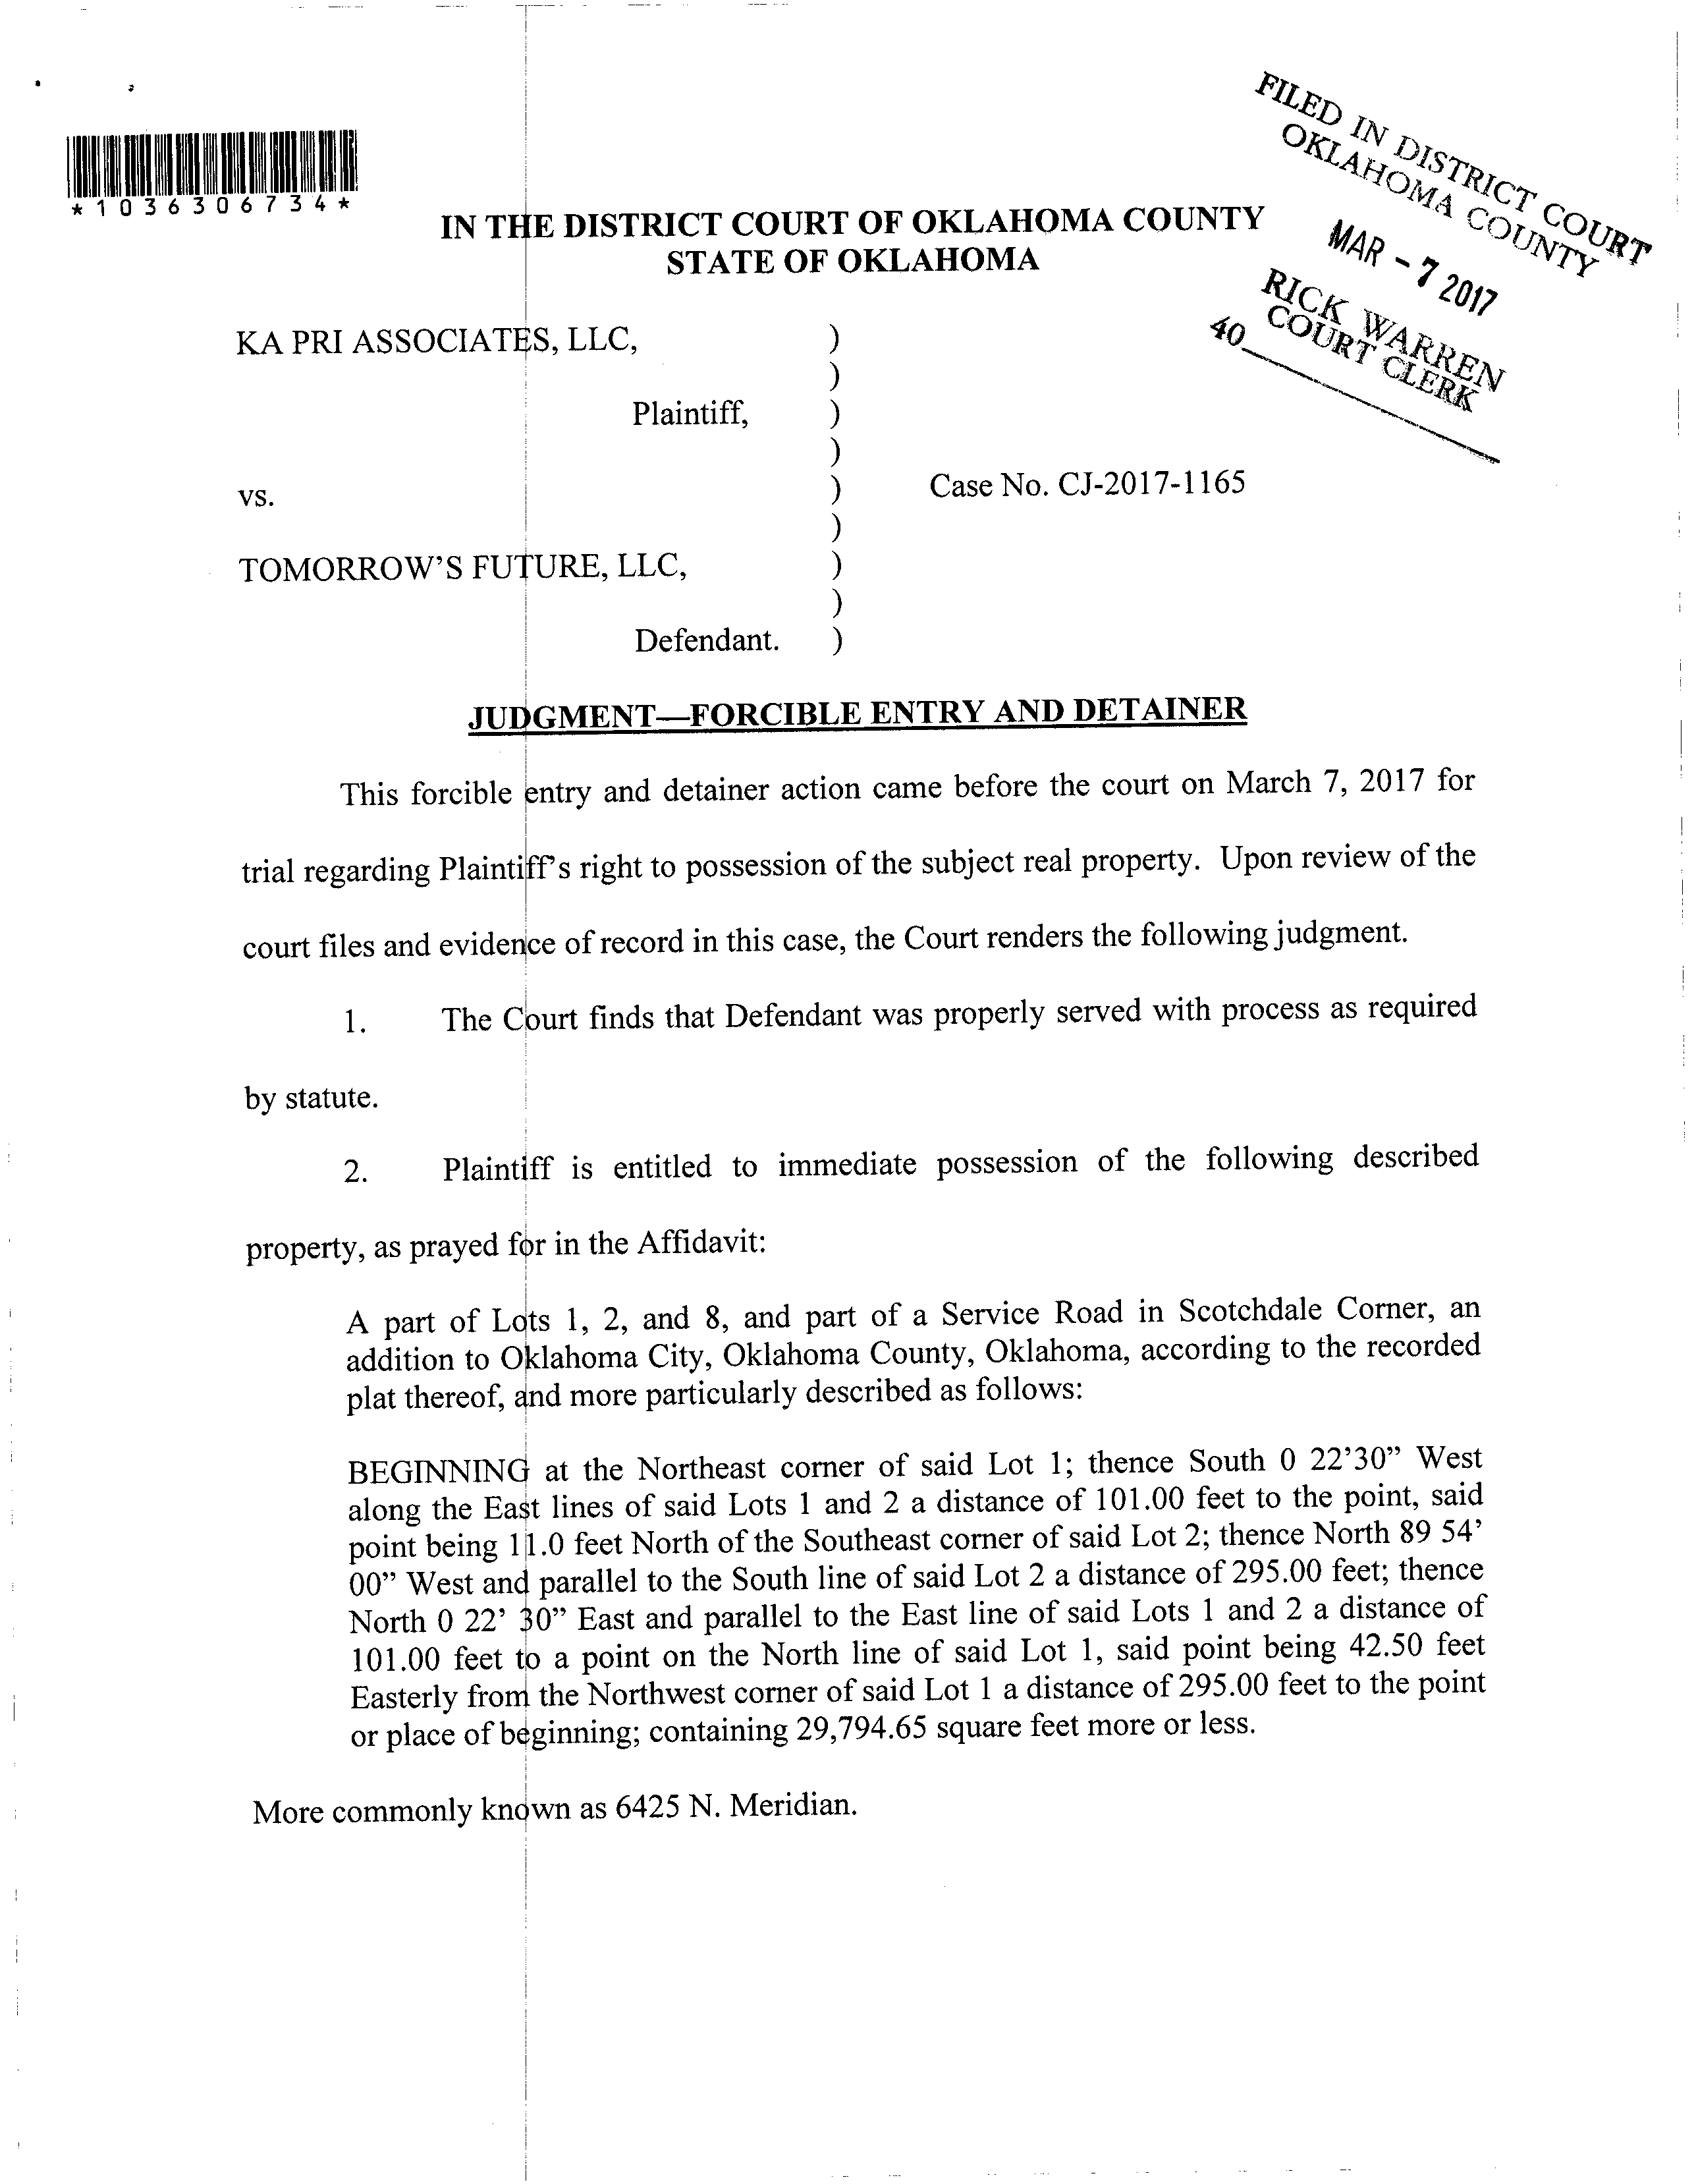 FILED IN DISTRICT COURT
OKLAHOMA COUNTY
MAR - 7 2017
RICK WARREN
COURT CLERK
40
*1036306734*
IN THE DISTRICT COURT OF OKLAHOMA COUNTY
STATE OF OKLAHOMA
KA PRI ASSOCIATES, LLC, )
)
Plaintiff, )
)
vs. ) Case No. CJ-2017-1165
)
TOMORROW'S FUTURE, LLC, )
)
Defendant. )
JUDGMENT—FORCIBLE ENTRY AND DETAINER
This forcible entry and detainer action came before the court on March 7, 2017 for
trial regarding Plaintiff's right to possession of the subject real property. Upon review of the
court files and evidence of record in this case, the Court renders the following judgment.
1. The Court finds that Defendant was properly served with process as required
by statute.
2. Plaintiff is entitled to immediate possession of the following described
property, as prayed for in the Affidavit:
A part of Lots 1, 2, and 8, and part of a Service Road in Scotchdale Corner, an
addition to Oklahoma City, Oklahoma County, Oklahoma, according to the recorded
plat thereof, and more particularly described as follows:
BEGINNING at the Northeast corner of said Lot 1; thence South 0 22'30” West
along the East lines of said Lots 1 and 2 a distance of 101.00 feet to the point, said
point being 11.0 feet North of the Southeast corner of said Lot 2; thence North 89 54'
00” West and parallel to the South line of said Lot 2 a distance of 295.00 feet; thence
North 0 22' 30” East and parallel to the East line of said Lots 1 and 2 a distance of
101.00 feet to a point on the North line of said Lot 1, said point being 42.50 feet
Easterly from the Northwest corner of said Lot 1 a distance of 295.00 feet to the point
or place of beginning; containing 29,794.65 square feet more or less.
More commonly known as 6425 N. Meridian.